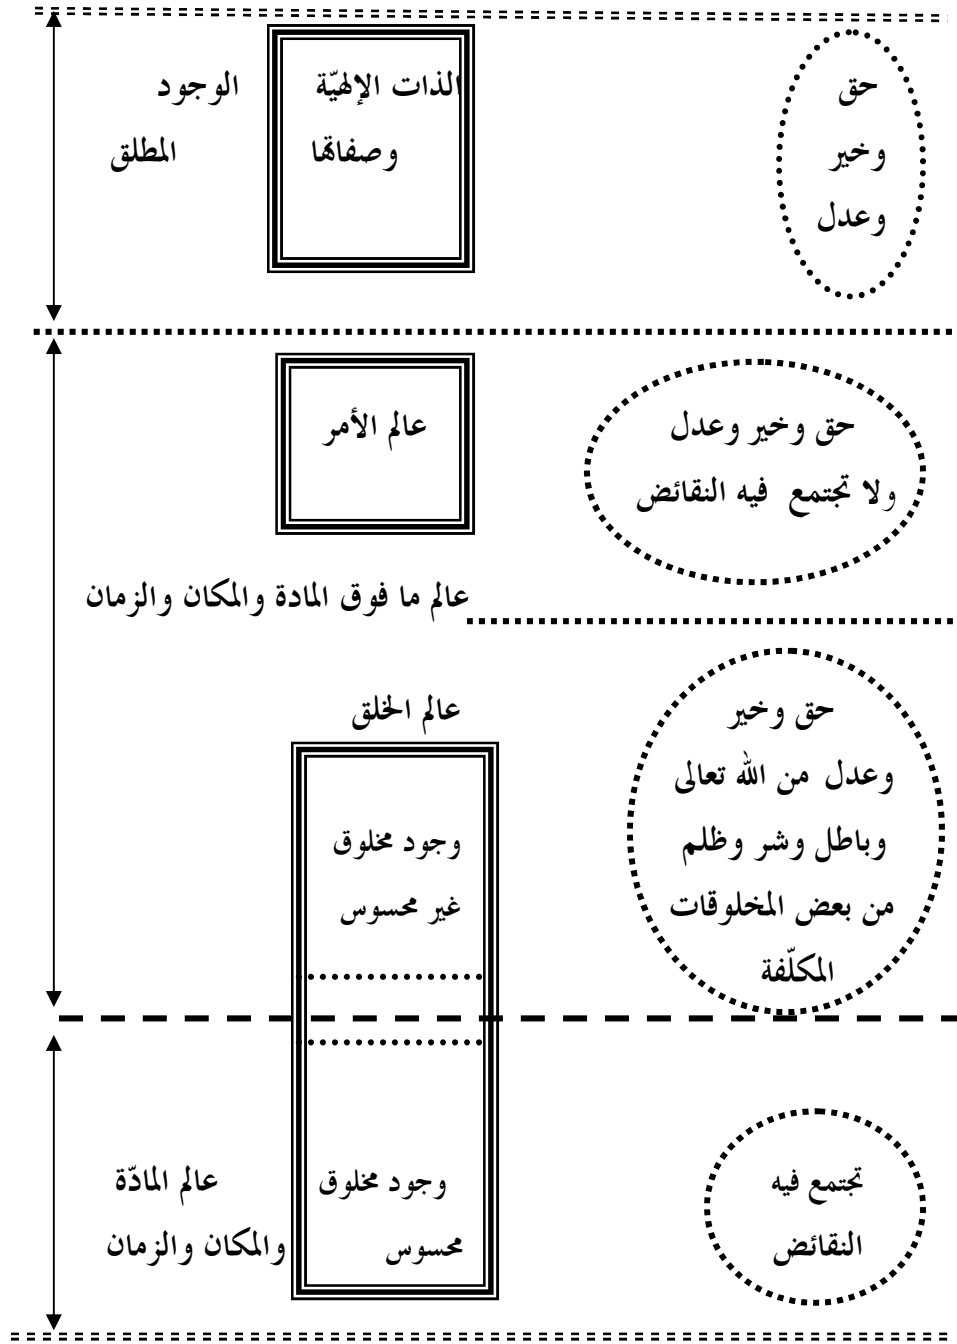 حق
وخير
وعدل
الذات الإلهيّة
وصفاتها
الوجود
المطلق
حق وخير وعدل
ولا تجتمع فيه النقائض
عالم الأمر
عالم ما فوق المادة والمكان والزمان
حق وخير
وعدل من الله تعالى
وباطل وشر وظلم
من بعض المخلوقات
المكلّفة
عالم الخلق
وجود مخلوق
غير محسوس
تجتمع فيه
النقائض
وجود مخلوق
محسوس
عالم المادّة
والمكان والزمان